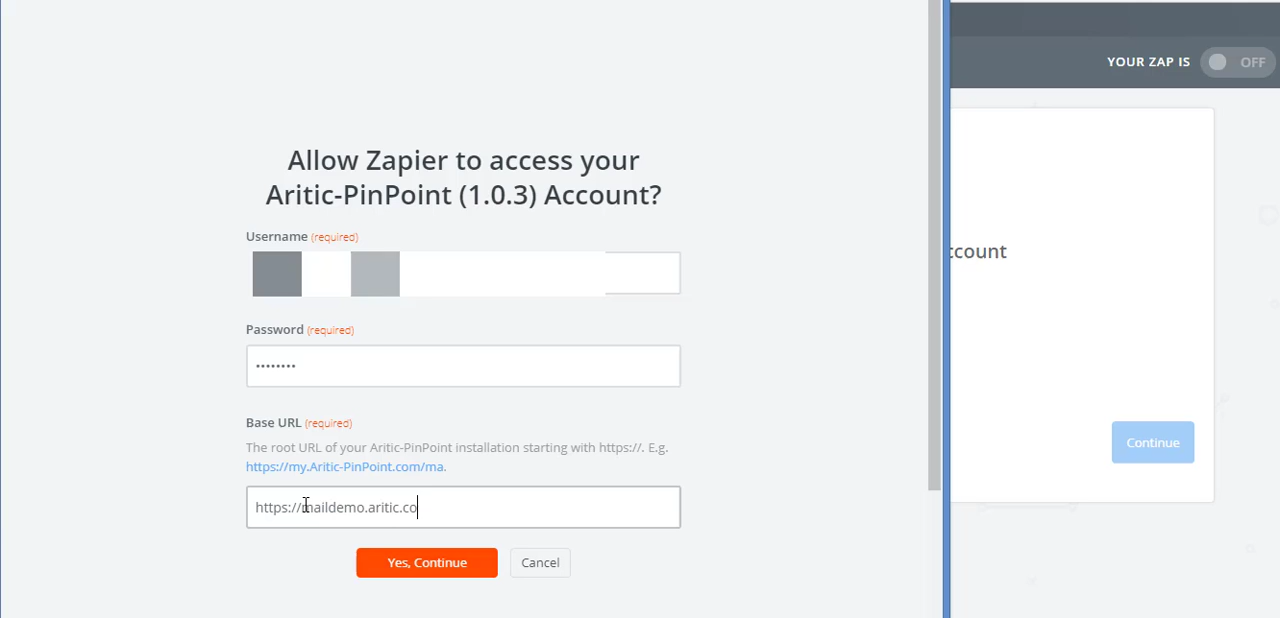 YOUR ZAP IS OFF
Allow Zapier to access your
Aritic-PinPoint (1.0.3) Account?
Username (required)
Password (required)
••••••••
Base URL (required)
The root URL of your Aritic-PinPoint installation starting with https://. E.g.
https://my.Aritic-PinPoint.com/ma.
https://maildemo.aritic.co
Yes, Continue
Cancel
ccount
Continue